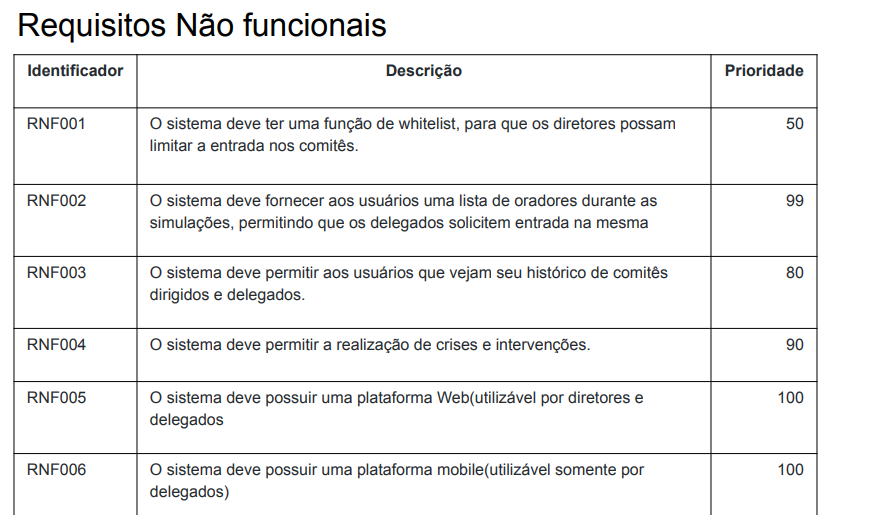 Requisitos Não funcionais
Identificador Descrição Prioridade
RNF001 O sistema deve ter uma função de whitelist, para que os diretores possam 50
limitar a entrada nos comitês.
RNF002 O sistema deve fornecer aos usuários uma lista de oradores durante as 99
simulações, permitindo que os delegados solicitem entrada na mesma
RNF003 O sistema deve permitir aos usuários que vejam seu histórico de comitês 80
dirigidos e delegados.
RNF004 O sistema deve permitir a realização de crises e intervenções. 90
RNF005 O sistema deve possuir uma plataforma Web(utilizável por diretores e 100
delegados
RNF006 O sistema deve possuir uma plataforma mobile(utilizável somente por 100
delegados)